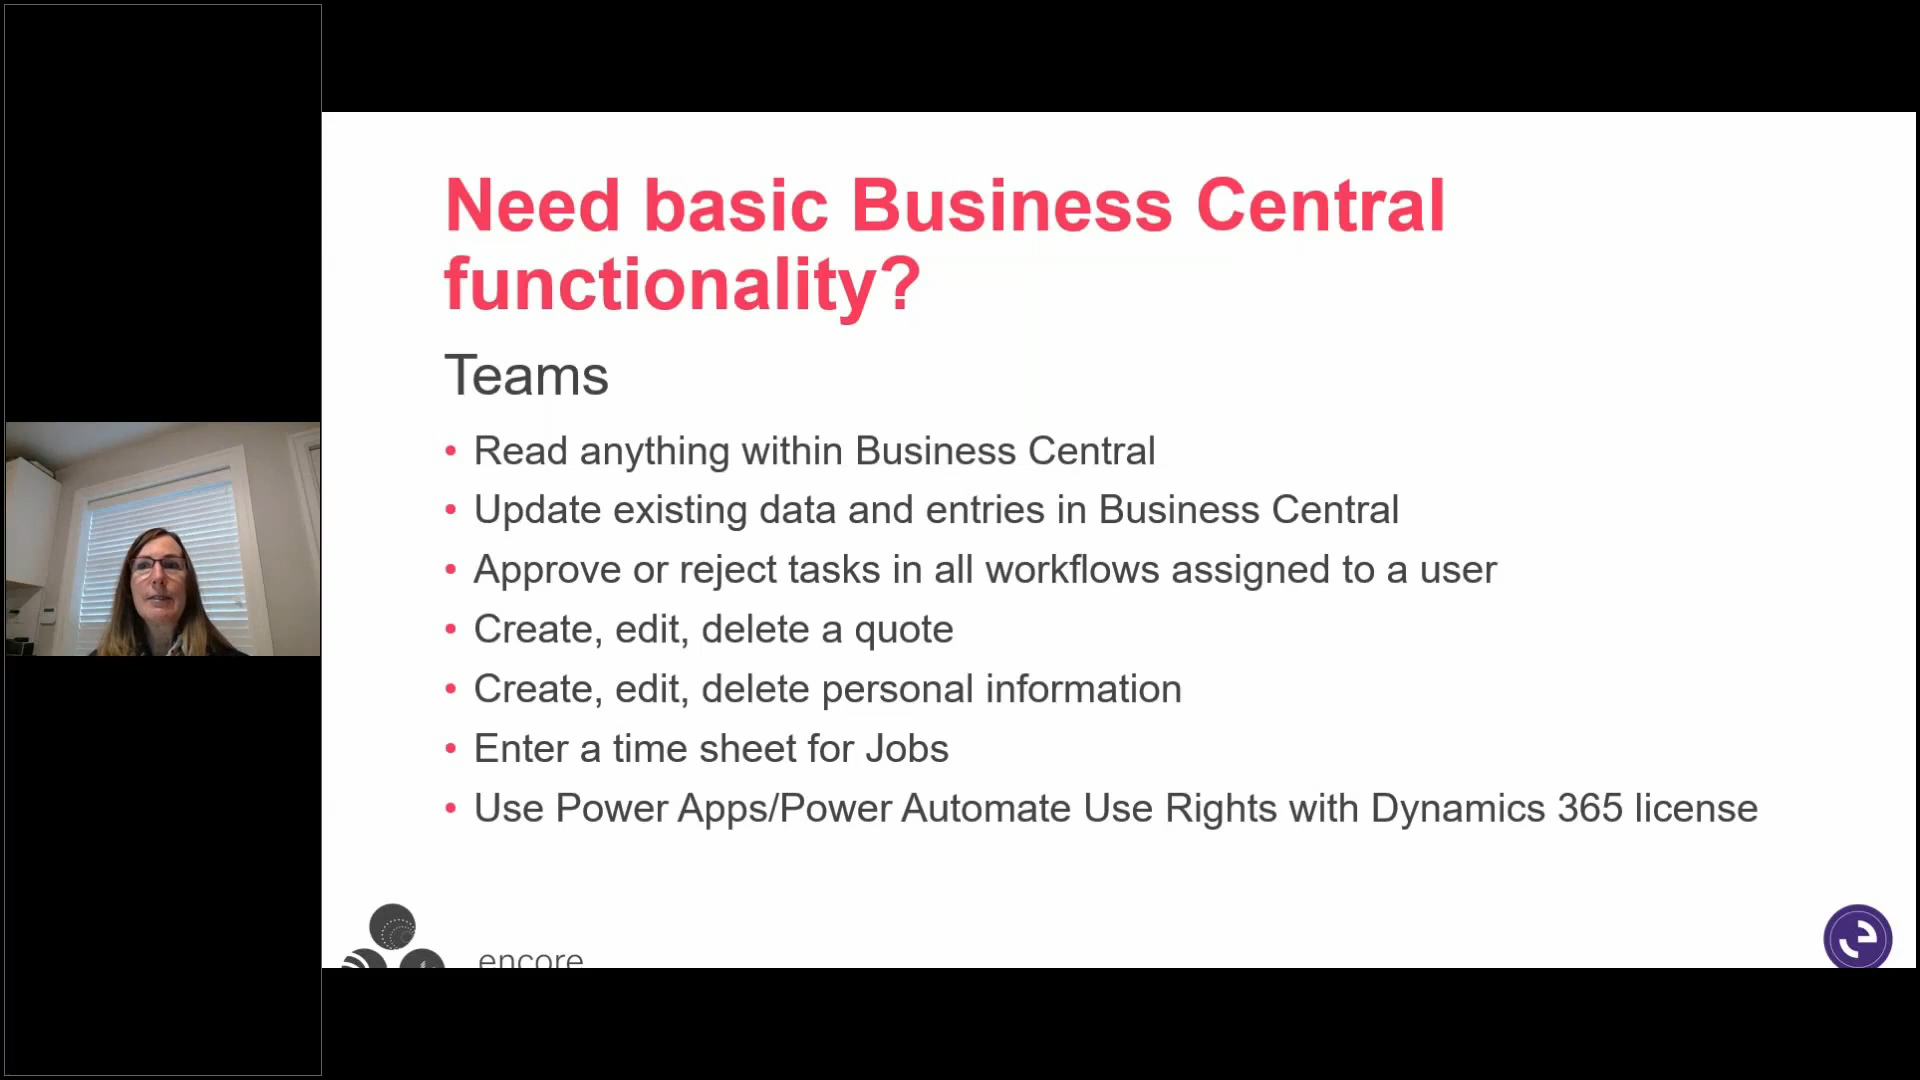 Need basic Business Central
functionality?
Teams
• Read anything within Business Central
• Update existing data and entries in Business Central
• Approve or reject tasks in all workflows assigned to a user
• Create, edit, delete a quote
• Create, edit, delete personal information
• Enter a time sheet for Jobs
• Use Power Apps/Power Automate Use Rights with Dynamics 365 license
encore